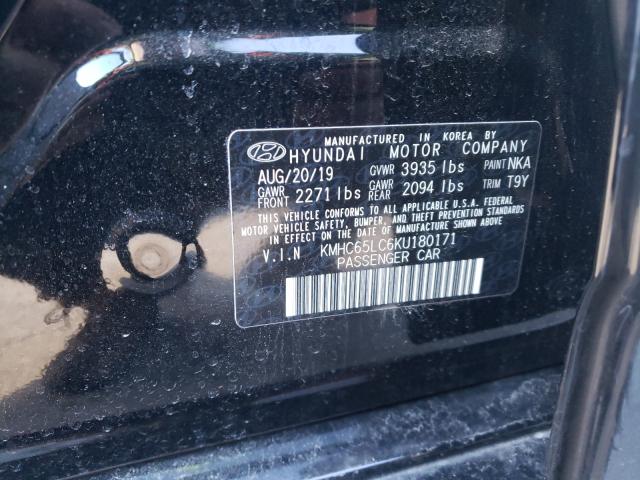 MANUFACTURED IN KOREA BY
HYUNDAI MOTOR COMPANY
AUG/20/19 GVWR 3935 lbs PAINT NKA
GAWR FRONT 2271 lbs GAWR REAR 2094 lbs TRIM T9Y
THIS VEHICLE CONFORMS TO ALL APPLICABLE U.S.A. FEDERAL
MOTOR VEHICLE SAFETY, BUMPER, AND THEFT PREVENTION
STANDARDS IN EFFECT ON THE DATE OF MANUFACTURE SHOWN ABOVE
V.I.N KMHC65LC6KU180171
PASSENGER CAR